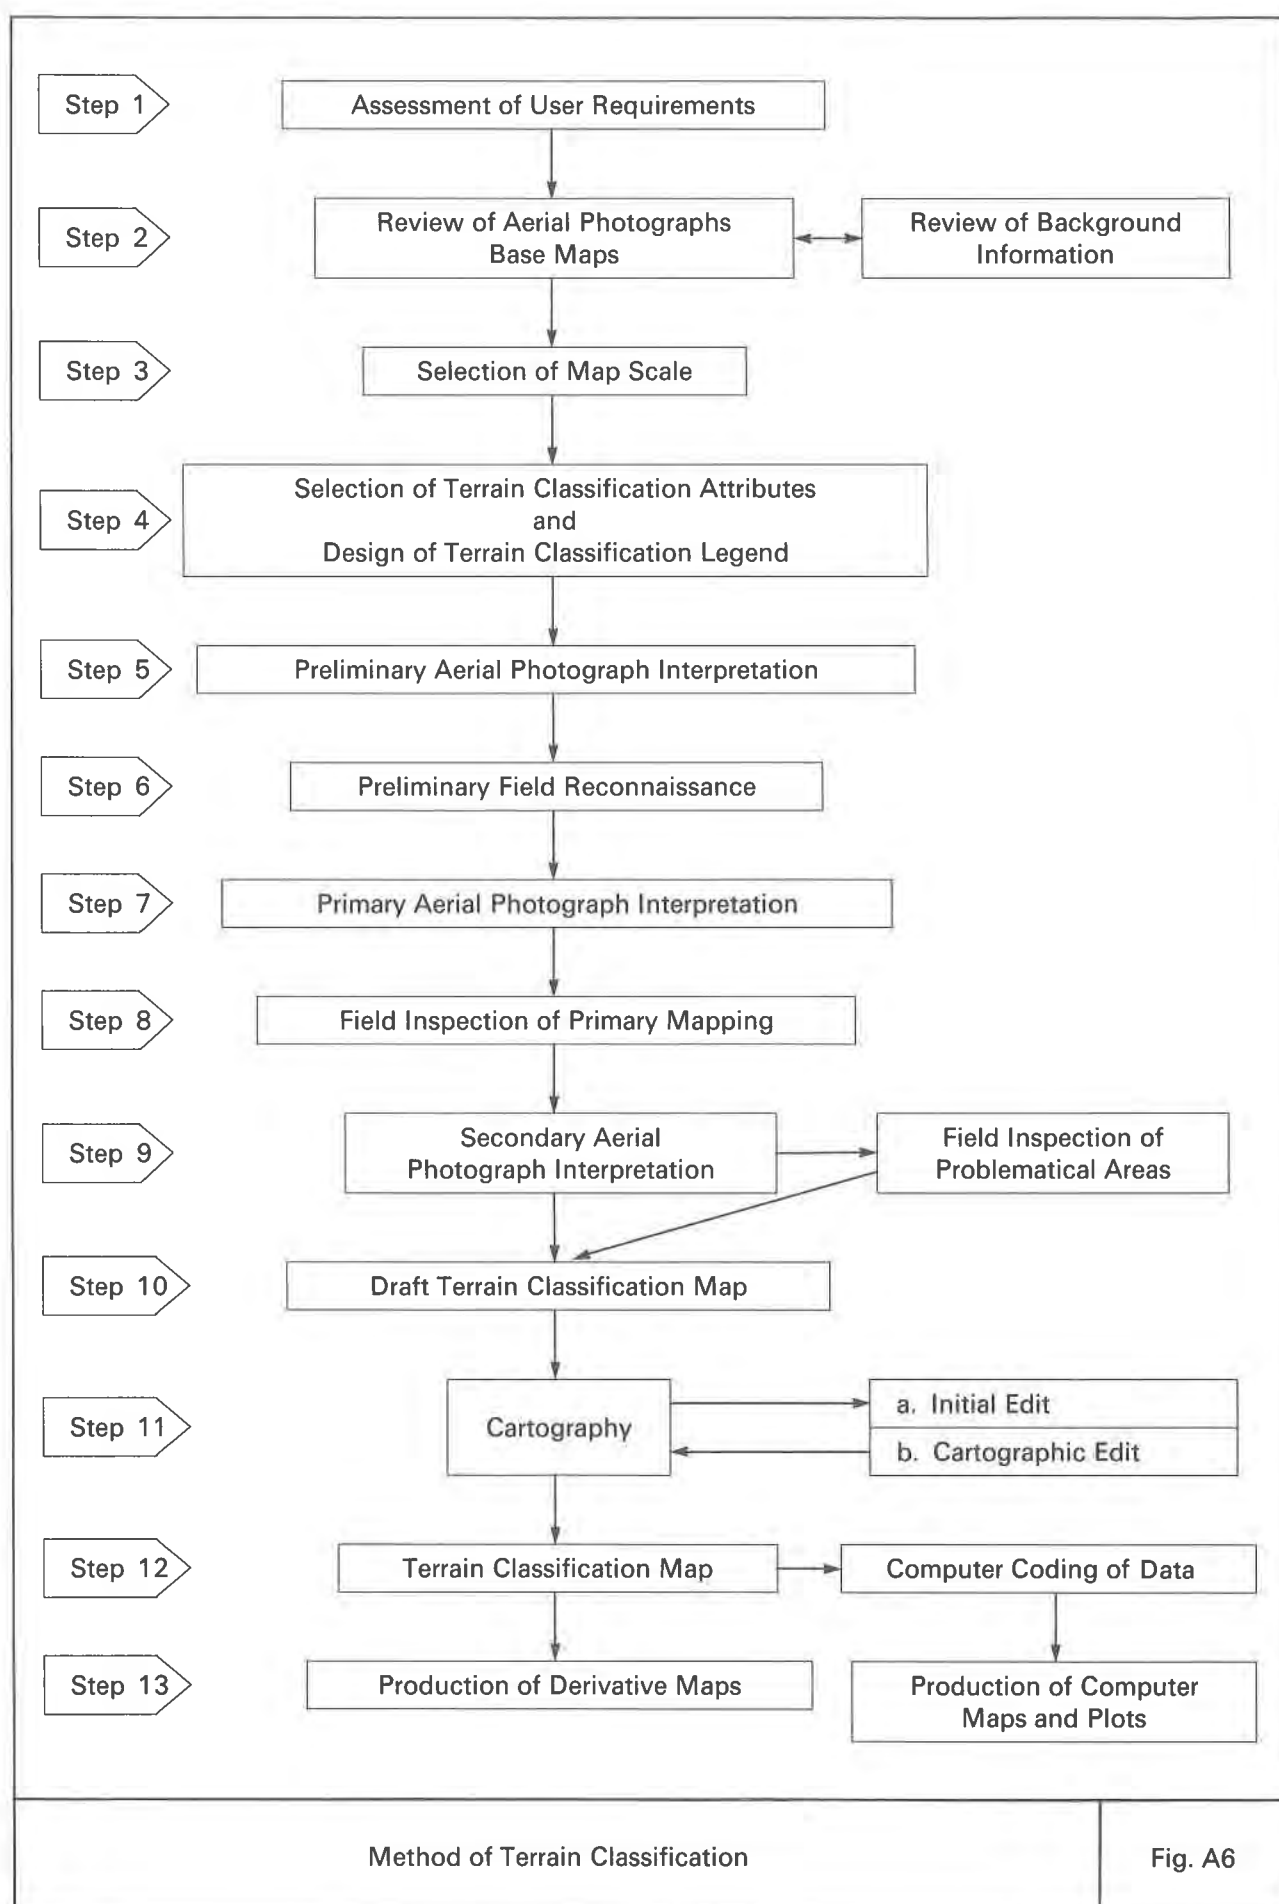 Step 1
Assessment of User Requirements
Step 2
Review of Aerial Photographs
Base Maps
Review of Background
Information
Step 3
Selection of Map Scale
Step 4
Selection of Terrain Classification Attributes
and
Design of Terrain Classification Legend
Step 5
Preliminary Aerial Photograph Interpretation
Step 6
Preliminary Field Reconnaissance
Step 7
Primary Aerial Photograph Interpretation
Step 8
Field Inspection of Primary Mapping
Step 9
Secondary Aerial
Photograph Interpretation
Field Inspection of
Problematical Areas
Step 10
Draft Terrain Classification Map
Step 11
Cartography
a. Initial Edit
b. Cartographic Edit
Step 12
Terrain Classification Map
Computer Coding of Data
Step 13
Production of Derivative Maps
Production of Computer
Maps and Plots
Method of Terrain Classification
Fig. A6